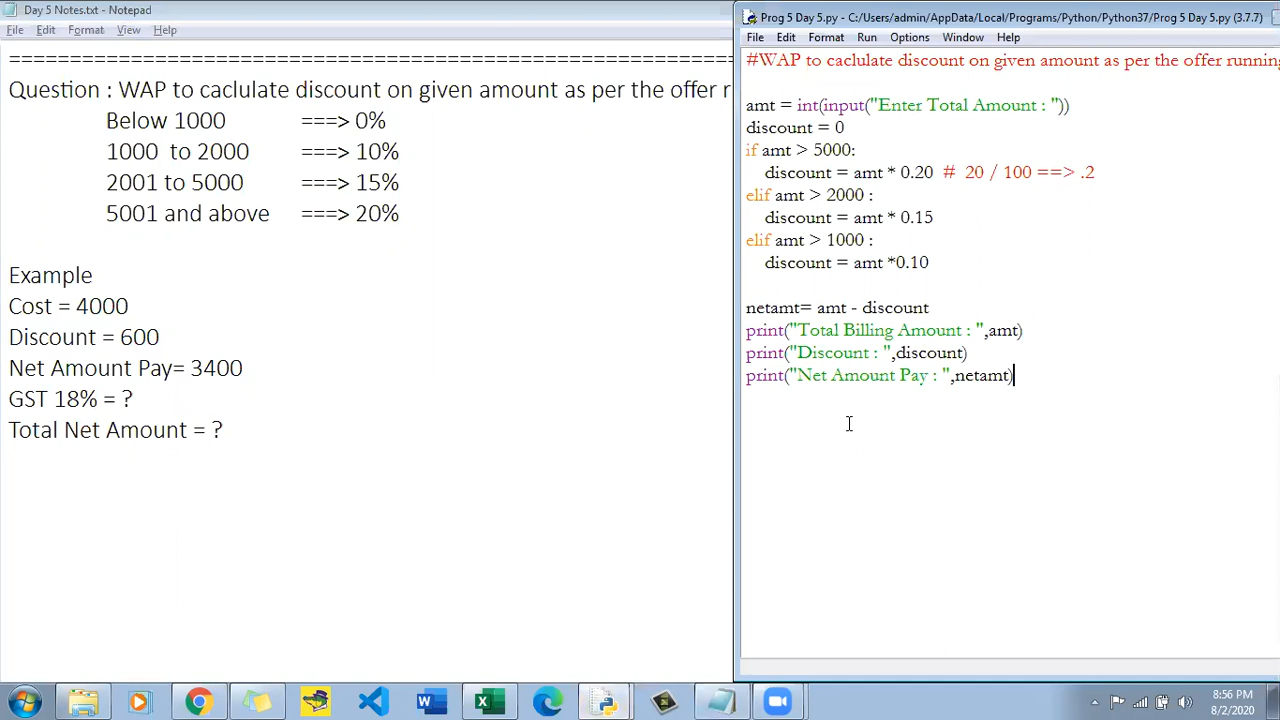 Day 5 Notes.txt - Notepad
File Edit Format View Help
================================================================
Question : WAP to caclulate discount on given amount as per the offer r
Below 1000 ===> 0%
1000 to 2000 ===> 10%
2001 to 5000 ===> 15%
5001 and above ===> 20%
Example
Cost = 4000
Discount = 600
Net Amount Pay= 3400
GST 18% = ?
Total Net Amount = ?
Prog 5 Day 5.py - C:/Users/admin/AppData/Local/Programs/Python/Python37/Prog 5 Day 5.py (3.7.7)
File Edit Format Run Options Window Help
#WAP to caclulate discount on given amount as per the offer running
amt = int(input("Enter Total Amount : "))
discount = 0
if amt > 5000:
discount = amt * 0.20 # 20 / 100 ==> .2
elif amt > 2000 :
discount = amt * 0.15
elif amt > 1000 :
discount = amt *0.10
netamt= amt - discount
print("Total Billing Amount : ",amt)
print("Discount : ",discount)
print("Net Amount Pay : ",netamt)
8:56 PM
8/2/2020